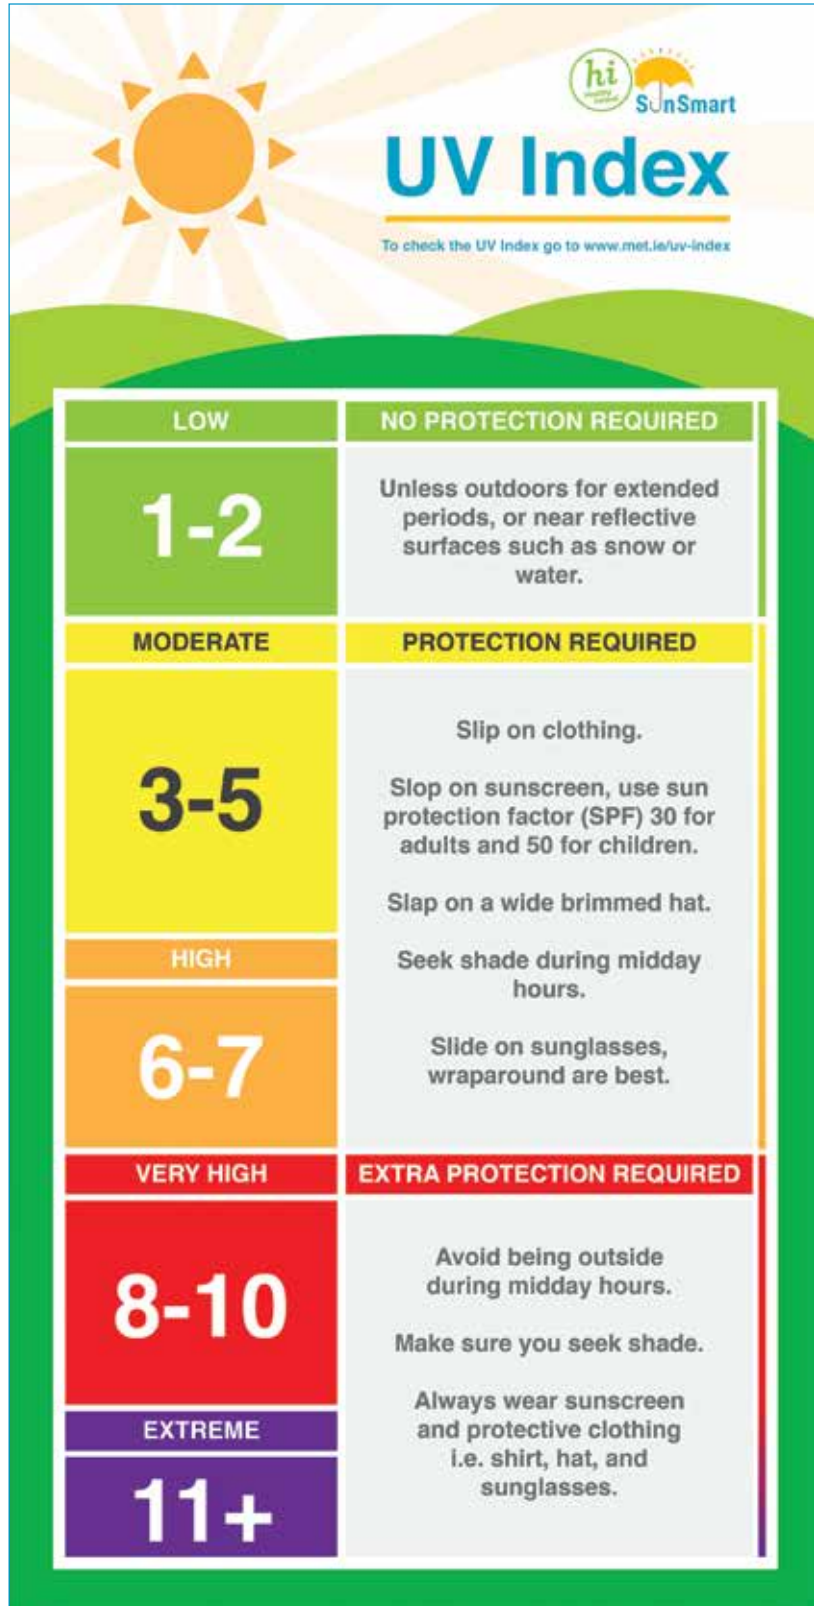 hi
SunSmart
UV Index
To check the UV Index go to www.met.ie/uv-index
LOW
NO PROTECTION REQUIRED
1-2
Unless outdoors for extended
periods, or near reflective
surfaces such as snow or
water.
MODERATE
PROTECTION REQUIRED
3-5
Slip on clothing.
Slop on sunscreen, use sun
protection factor (SPF) 30 for
adults and 50 for children.
Slap on a wide brimmed hat.
HIGH
Seek shade during midday
hours.
6-7
Slide on sunglasses,
wraparound are best.
VERY HIGH
EXTRA PROTECTION REQUIRED
8-10
Avoid being outside
during midday hours.
Make sure you seek shade.
Always wear sunscreen
and protective clothing
i.e. shirt, hat, and
sunglasses.
EXTREME
11+